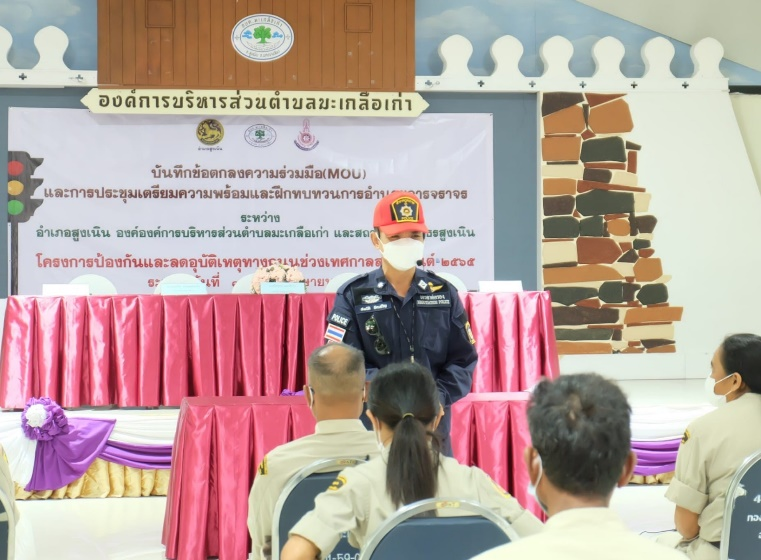 องค์การบริหารส่วนตำบลมะเกลือเก่า
บันทึกข้อตกลงความร่วมมือ(MOU)
และการประชุมเตรียมความพร้อมและฝึกทบทวนการอำนวยการจราจร
ระหว่าง
อำเภอสูงเนิน องค์องค์การบริหารส่วนตำบลมะเกลือเก่า และสถานี สูงเนิน
โครงการป้องกันและลดอุบัติเหตุทางถนนช่วงเทศกาล ๒๕๖๕
POLICE